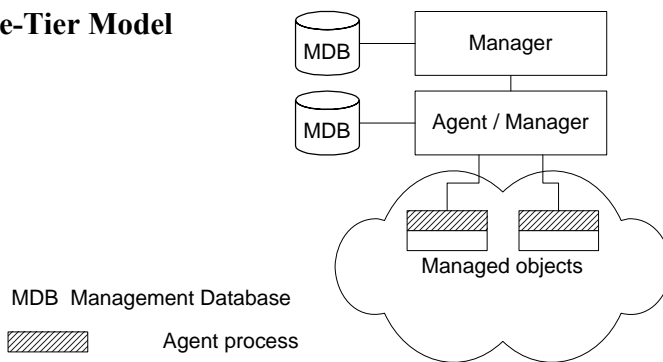 e-Tier Model
MDB
Manager
MDB
Agent / Manager
Managed objects
MDB Management Database
Agent process